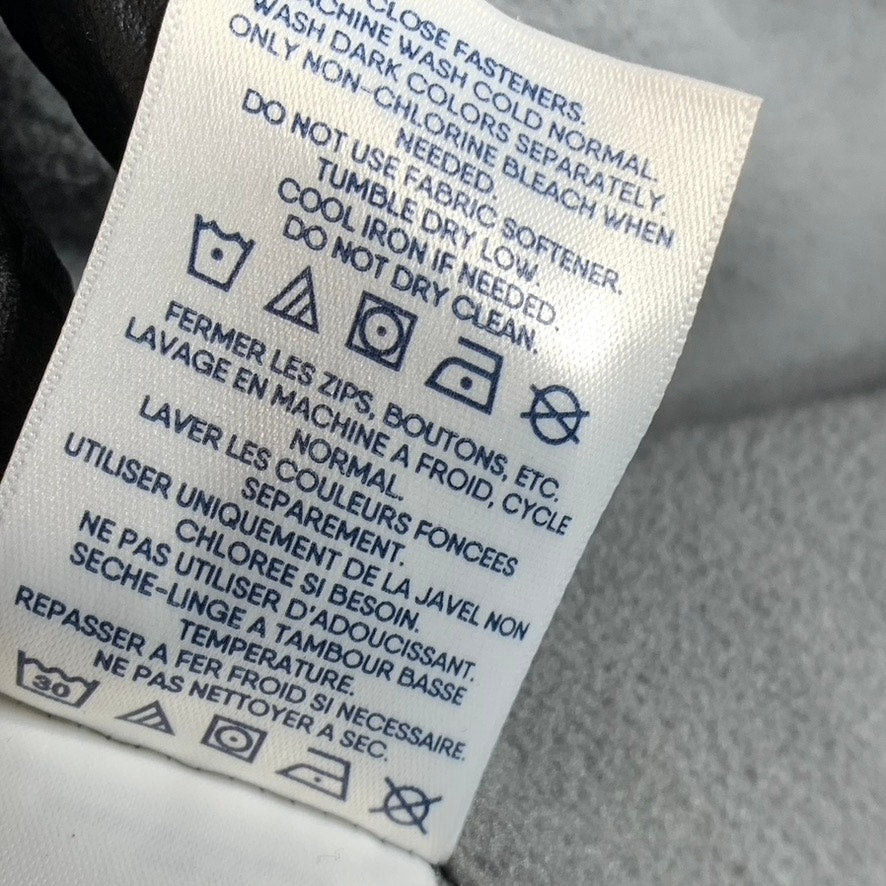 CLOSE FASTENERS.
MACHINE WASH COLD NORMAL.
WASH DARK COLORS SEPARATELY.
ONLY NON-CHLORINE BLEACH WHEN
NEEDED.
DO NOT USE FABRIC SOFTENER.
TUMBLE DRY LOW.
COOL IRON IF NEEDED.
DO NOT DRY CLEAN.
FERMER LES ZIPS, BOUTONS, ETC.
LAVAGE EN MACHINE A FROID, CYCLE
NORMAL.
LAVER LES COULEURS FONCEES
SEPAREMENT.
UTILISER UNIQUEMENT DE LA JAVEL NON
CHLOREE SI BESOIN.
NE PAS UTILISER D'ADOUCISSANT.
SECHE-LINGE A TAMBOUR BASSE
TEMPERATURE.
REPASSER A FER FROID SI NECESSAIRE.
NE PAS NETTOYER A SEC.
30